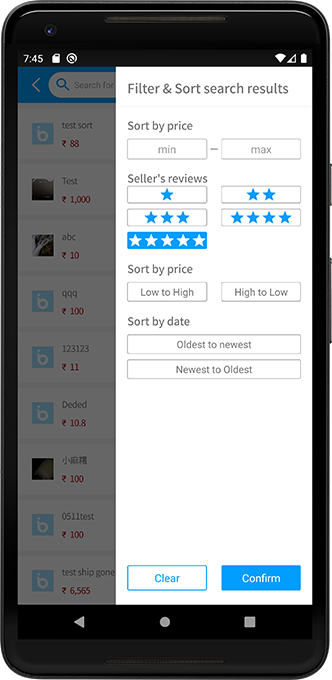 7:45
Search for
test sort
₹ 88
Test
₹ 1,000
abc
₹ 10
qqq
₹ 100
123123
₹ 11
Deded
₹ 10.8
小麻糬
₹ 100
0511test
₹ 100
test ship gone
₹ 6,565
Filter & Sort search results
Sort by price
min – max
Seller's reviews
Sort by price
Low to High
High to Low
Sort by date
Oldest to newest
Newest to Oldest
Clear
Confirm